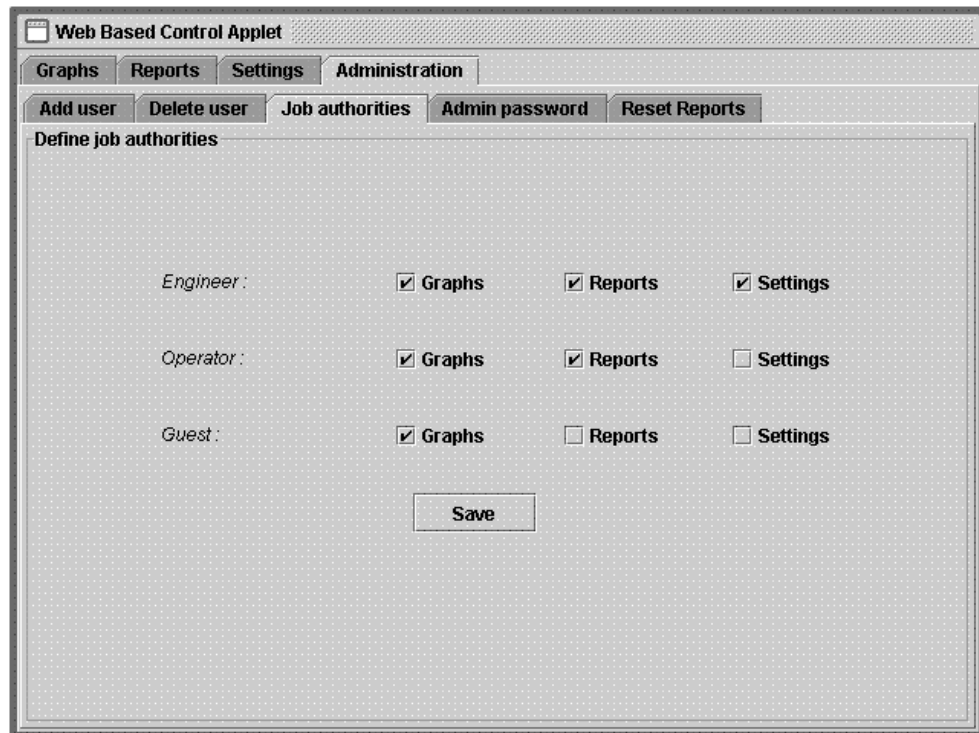 Web Based Control Applet
Graphs Reports Settings Administration
Add user Delete user Job authorities Admin password Reset Reports
Define job authorities
Engineer : Graphs Reports Settings
Operator : Graphs Reports Settings
Guest : Graphs Reports Settings
Save